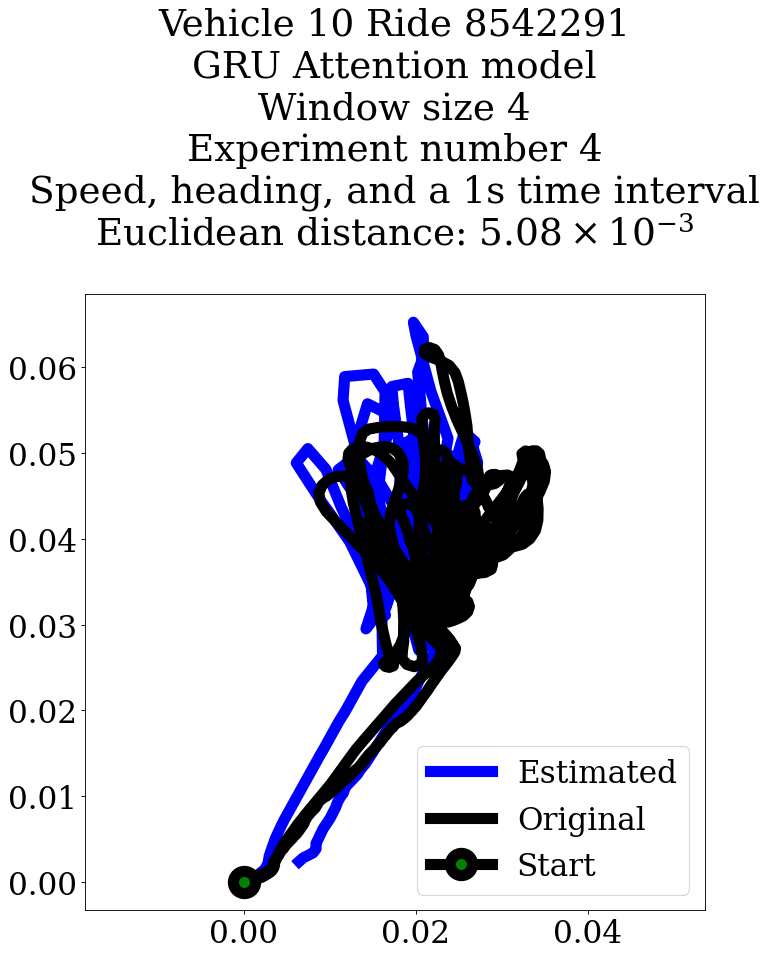 Vehicle 10 Ride 8542291
GRU Attention model
Window size 4
Experiment number 4
Speed, heading, and a 1s time interval
Euclidean distance: 5.08 × 10⁻³
0.06
0.05
0.04
0.03
0.02
0.01
0.00
0.00 0.02 0.04
Estimated
Original
Start